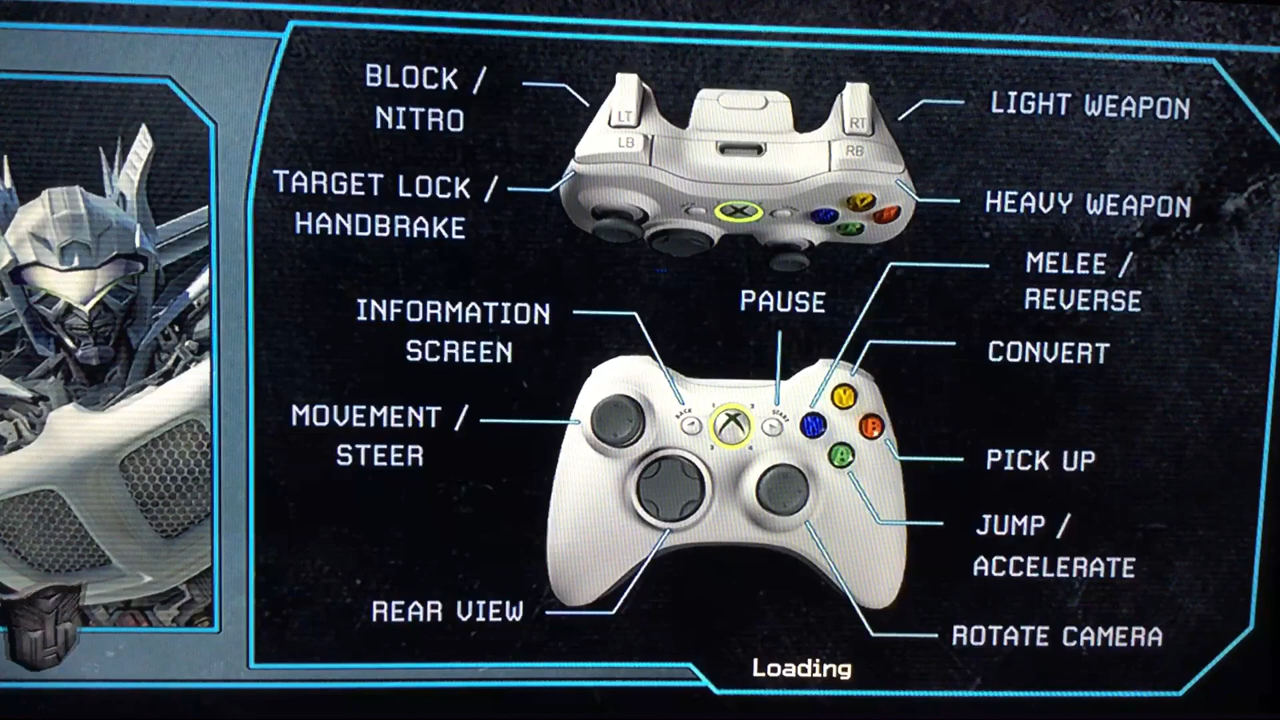 BLOCK /
NITRO
LIGHT WEAPON
LT
RT
LB
RB
TARGET LOCK /
HANDBRAKE
HEAVY WEAPON
MELEE /
REVERSE
PAUSE
INFORMATION
SCREEN
CONVERT
MOVEMENT /
STEER
BACK
START
Y
B
A
PICK UP
JUMP /
ACCELERATE
REAR VIEW
ROTATE CAMERA
Loading